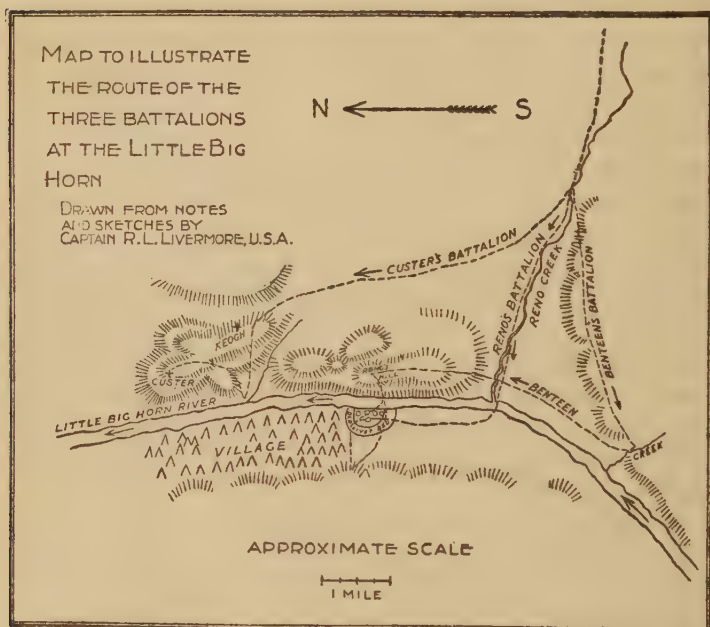 MAP TO ILLUSTRATE
THE ROUTE OF THE
THREE BATTALIONS
AT THE LITTLE BIG
HORN
DRAWN FROM NOTES
AND SKETCHES BY
CAPTAIN R.L. LIVERMORE, U.S.A.
N S
CUSTER'S BATTALION
RENO'S BATTALION
RENO CREEK
BENTEEN'S BATTALION
KEOGH
CUSTER
BENTEEN
LITTLE BIG HORN RIVER
VILLAGE
CREEK
APPROXIMATE SCALE
1 MILE